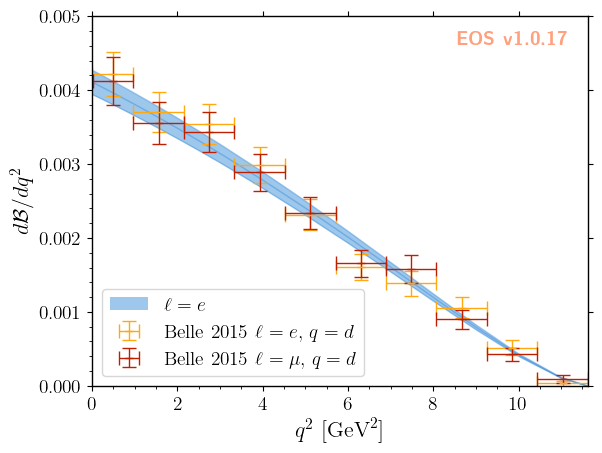 EOS v1.0.17
0.005
0.004
0.003
0.002
0.001
0.000
dℬ/dq²
ℓ = e
Belle 2015 ℓ = e, q = d
Belle 2015 ℓ = μ, q = d
0 2 4 6 8 10
q² [GeV²]